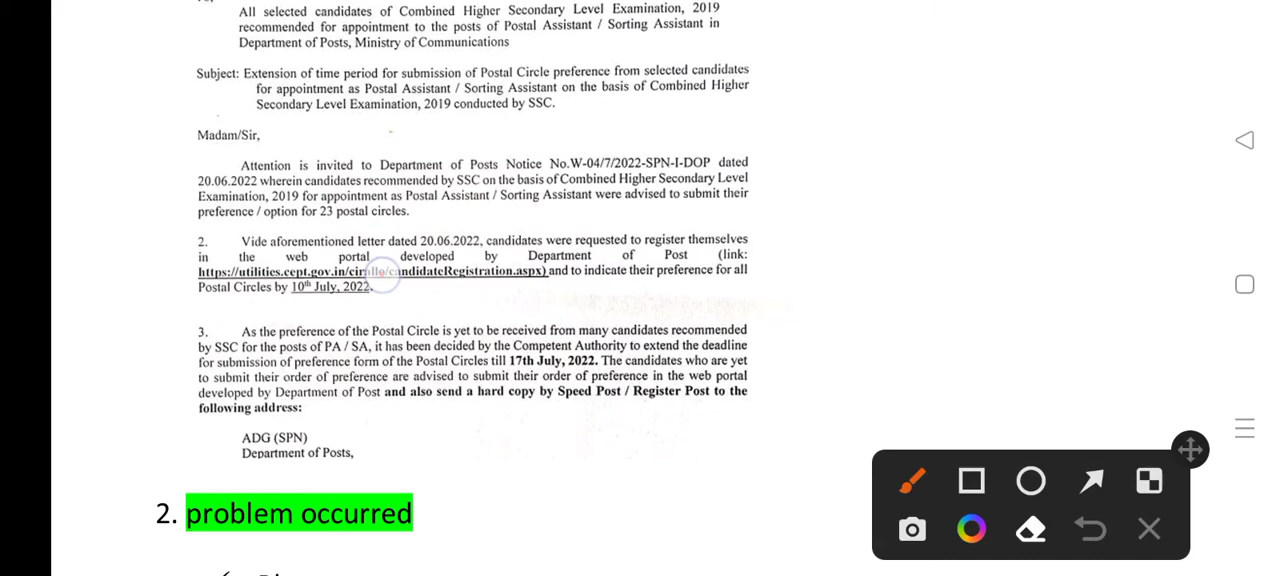 All selected candidates of Combined Higher Secondary Level Examination, 2019
recommended for appointment to the posts of Postal Assistant / Sorting Assistant in
Department of Posts, Ministry of Communications
Subject: Extension of time period for submission of Postal Circle preference from selected candidates
for appointment as Postal Assistant / Sorting Assistant on the basis of Combined Higher
Secondary Level Examination, 2019 conducted by SSC.
Madam/Sir,
Attention is invited to Department of Posts Notice No.W-04/7/2022-SPN-I-DOP dated
20.06.2022 wherein candidates recommended by SSC on the basis of Combined Higher Secondary Level
Examination, 2019 for appointment as Postal Assistant / Sorting Assistant were advised to submit their
preference / option for 23 postal circles.
2. Vide aforementioned letter dated 20.06.2022, candidates were requested to register themselves
in the web portal developed by Department of Post (link:
and to indicate their preference for all
Postal Circles by 10th July, 2022.
3. As the preference of the Postal Circle is yet to be received from many candidates recommended
by SSC for the posts of PA / SA, it has been decided by the Competent Authority to extend the deadline
for submission of preference form of the Postal Circles till 17th July, 2022. The candidates who are yet
to submit their order of preference are advised to submit their order of preference in the web portal
developed by Department of Post and also send a hard copy by Speed Post / Register Post to the
following address:
ADG (SPN)
Department of Posts,
2. problem occurred